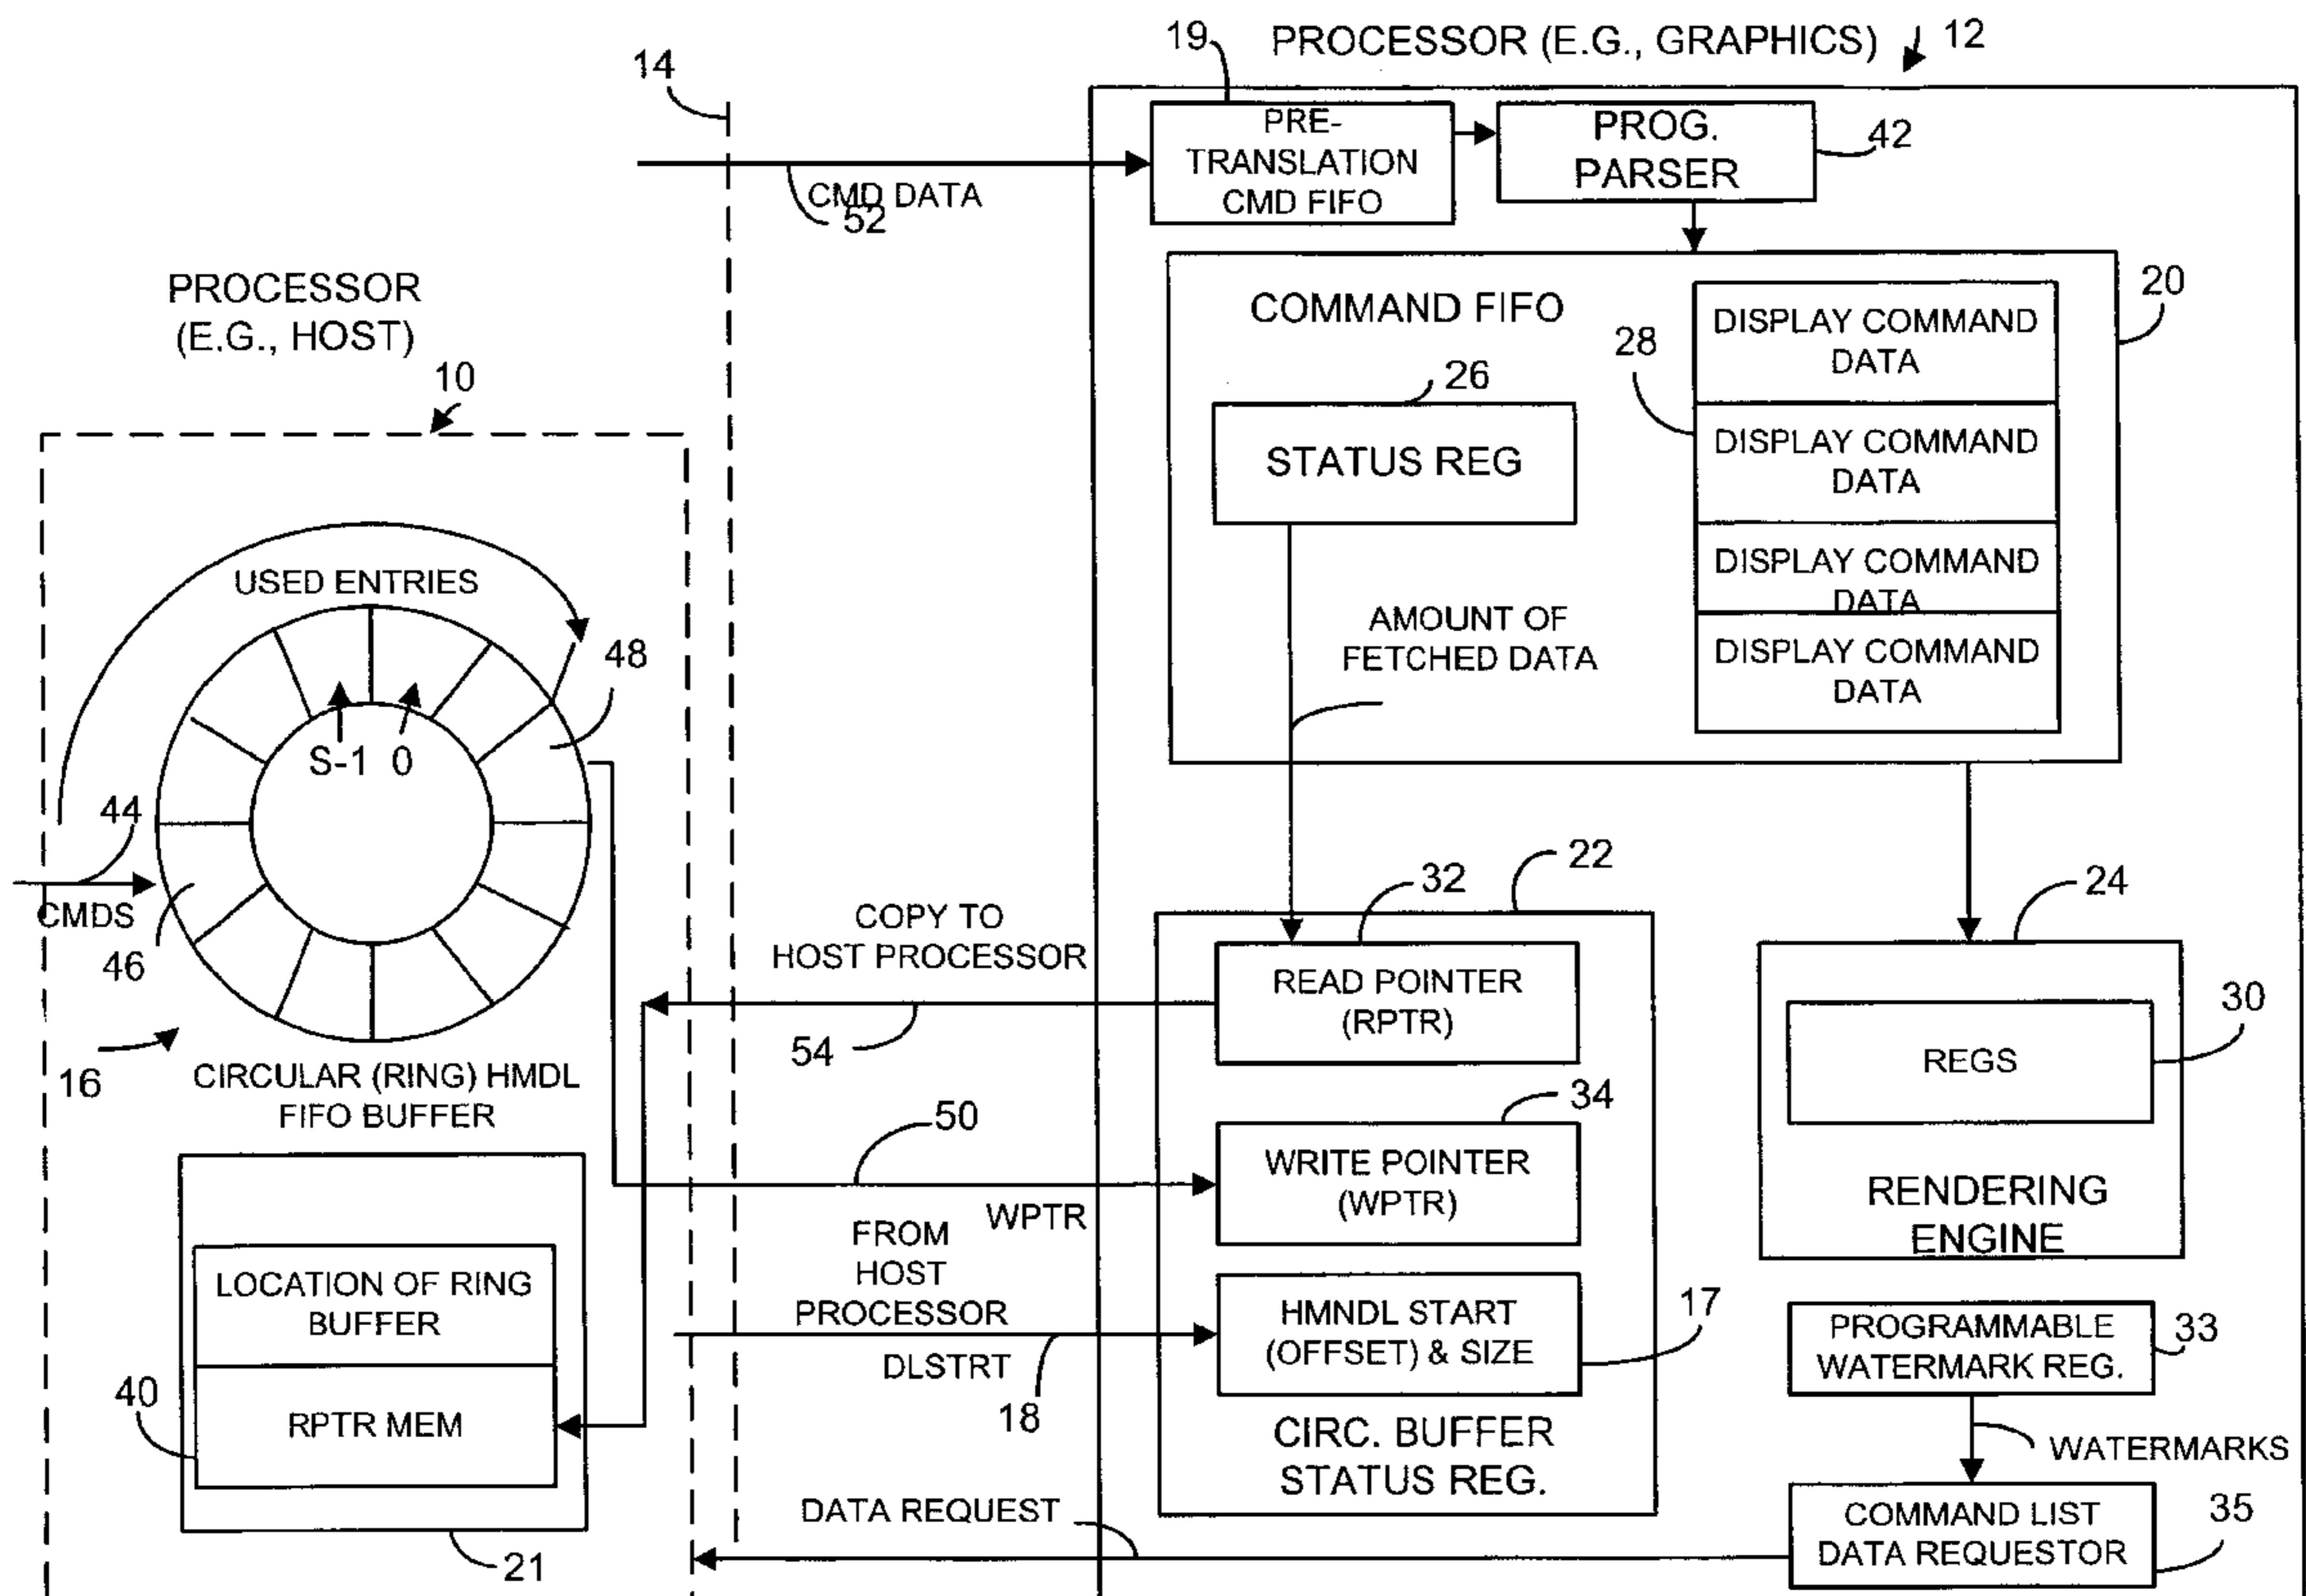 PROCESSOR (E.G., GRAPHICS)
12
19
14
PRE-
TRANSLATION
CMD FIFO
PROG.
PARSER
42
CMD DATA
52
PROCESSOR
(E.G., HOST)
10
COMMAND FIFO
20
DISPLAY COMMAND
DATA
28
DISPLAY COMMAND
DATA
DISPLAY COMMAND
DATA
DISPLAY COMMAND
DATA
26
STATUS REG
AMOUNT OF
FETCHED DATA
USED ENTRIES
48
S-1 0
44
CMDS
46
16
CIRCULAR (RING) HMDL
FIFO BUFFER
COPY TO
HOST PROCESSOR
54
22
32
READ POINTER
(RPTR)
24
30
REGS
RENDERING
ENGINE
50
WPTR
34
WRITE POINTER
(WPTR)
FROM
HOST
PROCESSOR
DLSTRT
18
HMNDL START
(OFFSET) & SIZE
17
CIRC. BUFFER
STATUS REG.
PROGRAMMABLE
WATERMARK REG.
33
WATERMARKS
COMMAND LIST
DATA REQUESTOR
35
DATA REQUEST
LOCATION OF RING
BUFFER
40
RPTR MEM
21